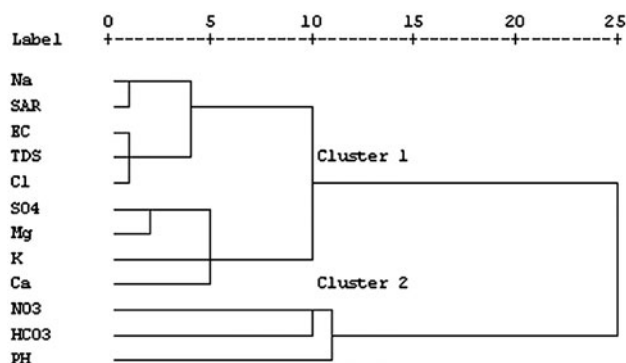 0 5 10 15 20 25
Label
Na
SAR
EC
TDS Cluster 1
Cl
SO4
Mg
K
Ca Cluster 2
NO3
HCO3
PH